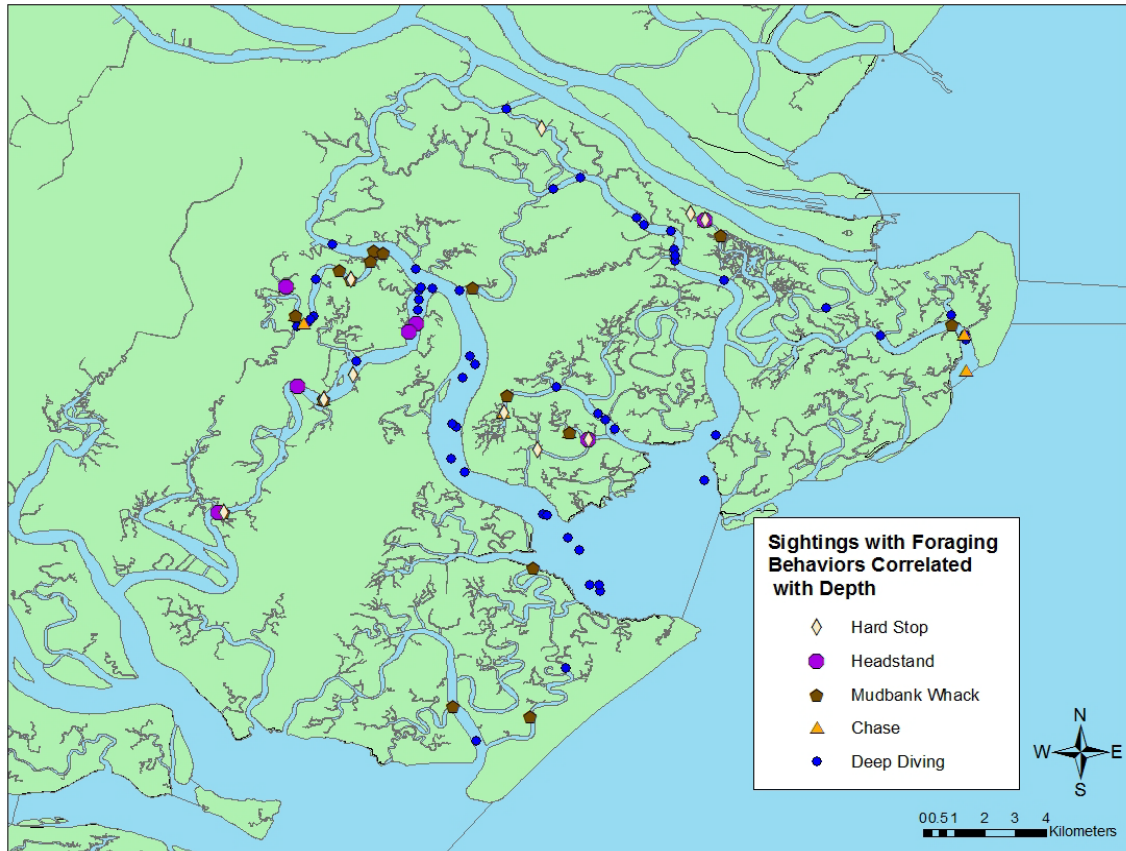 Sightings with Foraging
Behaviors Correlated
with Depth
Hard Stop
Headstand
Mudbank Whack
Chase
Deep Diving
N
W E
S
0 0.5 1 2 3 4
Kilometers